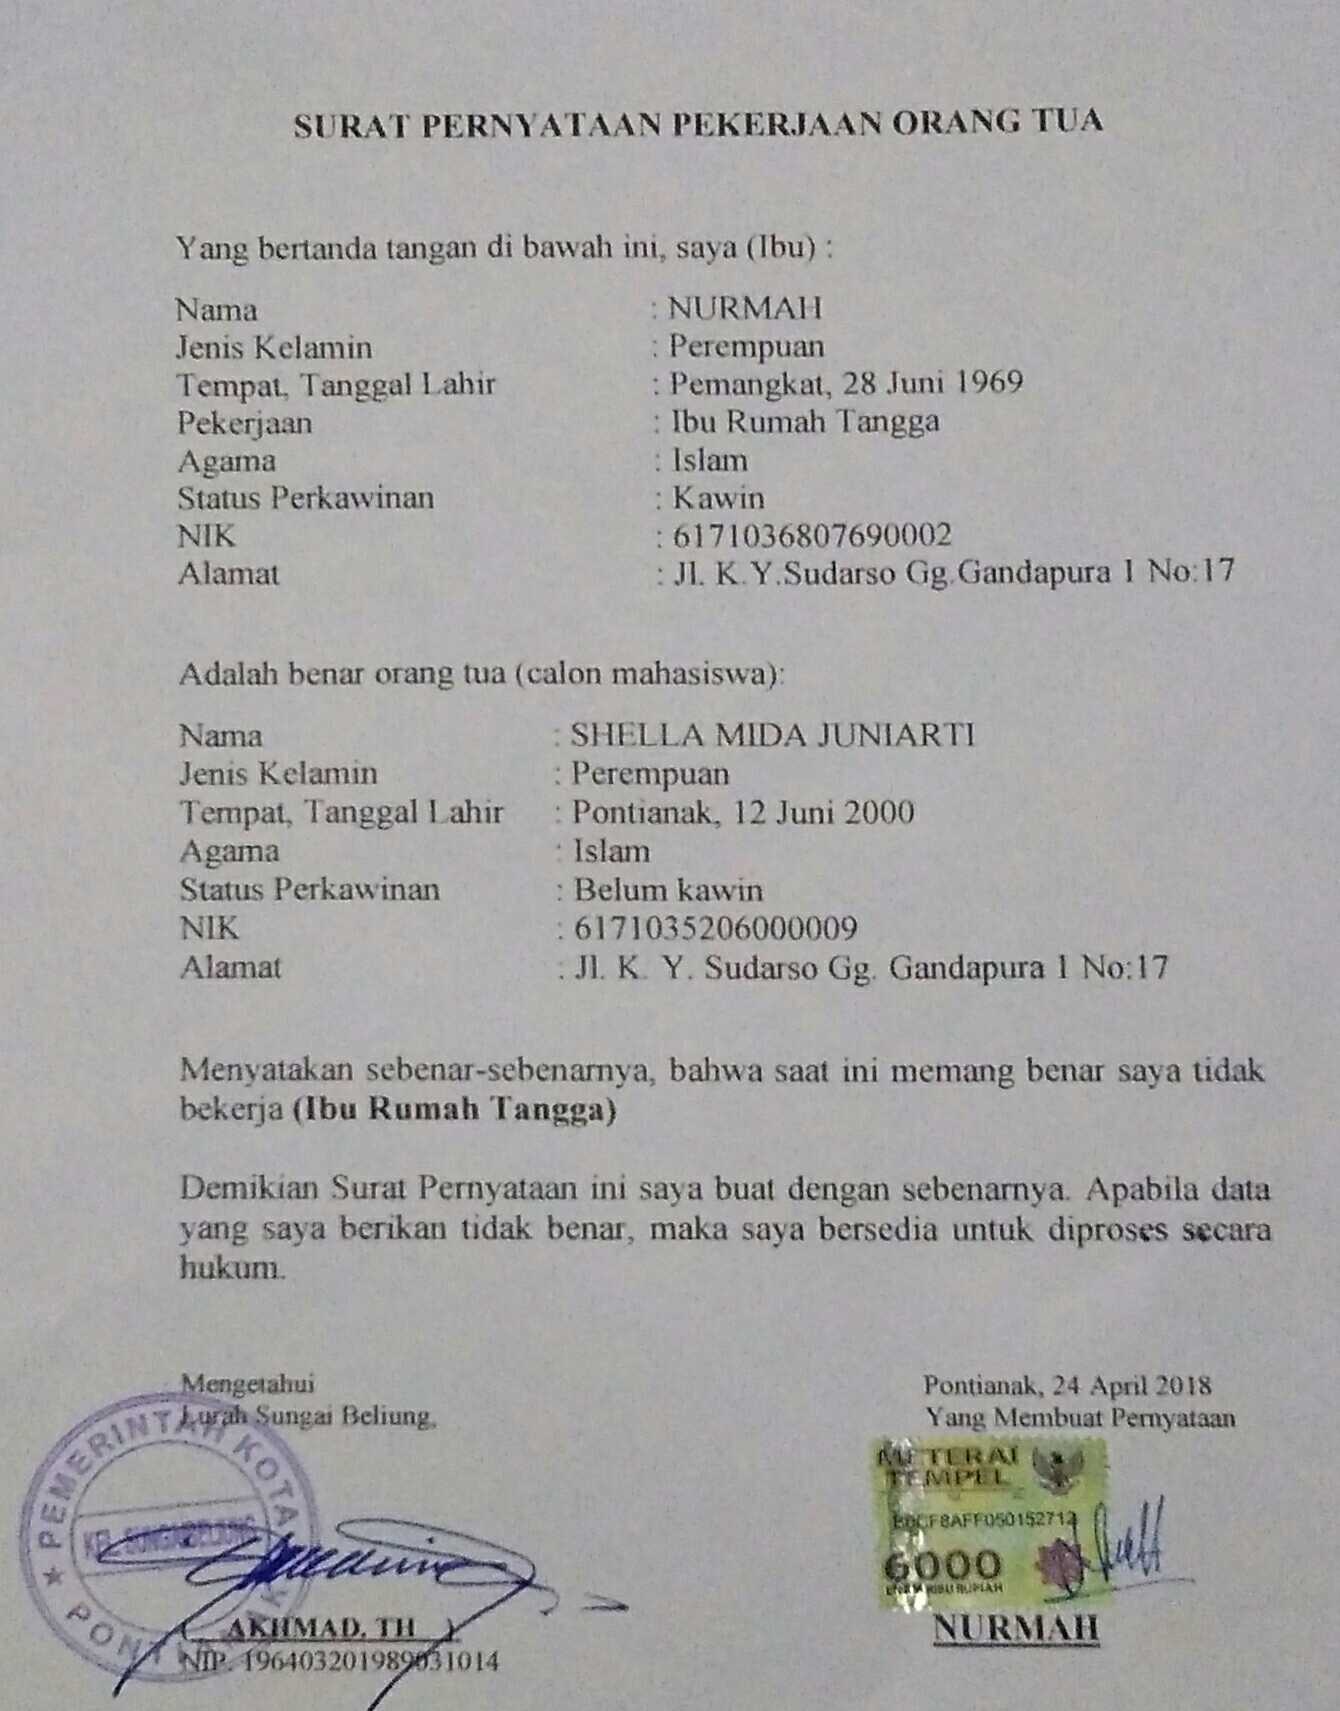 SURAT PERNYATAAN PEKERJAAN ORANG TUA
Yang bertanda tangan di bawah ini, saya (Ibu) :
Nama : NURMAH
Jenis Kelamin : Perempuan
Tempat, Tanggal Lahir : Pemangkat, 28 Juni 1969
Pekerjaan : Ibu Rumah Tangga
Agama : Islam
Status Perkawinan : Kawin
NIK : 6171036807690002
Alamat : Jl. K.Y.Sudarso Gg.Gandapura 1 No:17
Adalah benar orang tua (calon mahasiswa):
Nama : SHELLA MIDA JUNIARTI
Jenis Kelamin : Perempuan
Tempat, Tanggal Lahir : Pontianak, 12 Juni 2000
Agama : Islam
Status Perkawinan : Belum kawin
NIK : 6171035206000009
Alamat : Jl. K. Y. Sudarso Gg. Gandapura 1 No:17
Menyatakan sebenar-sebenarnya, bahwa saat ini memang benar saya tidak
bekerja (Ibu Rumah Tangga)
Demikian Surat Pernyataan ini saya buat dengan sebenarnya. Apabila data
yang saya berikan tidak benar, maka saya bersedia untuk diproses secara
hukum.
Mengetahui
Lurah Sungai Beliung,
Pontianak, 24 April 2018
Yang Membuat Pernyataan
PEMERINTAH KOTA
PONTIANAK
METERAI
TEMPEL
6000
ENAM RIBU RUPIAH
( AKHMAD, TH )
NIP. 196403201989031014
NURMAH